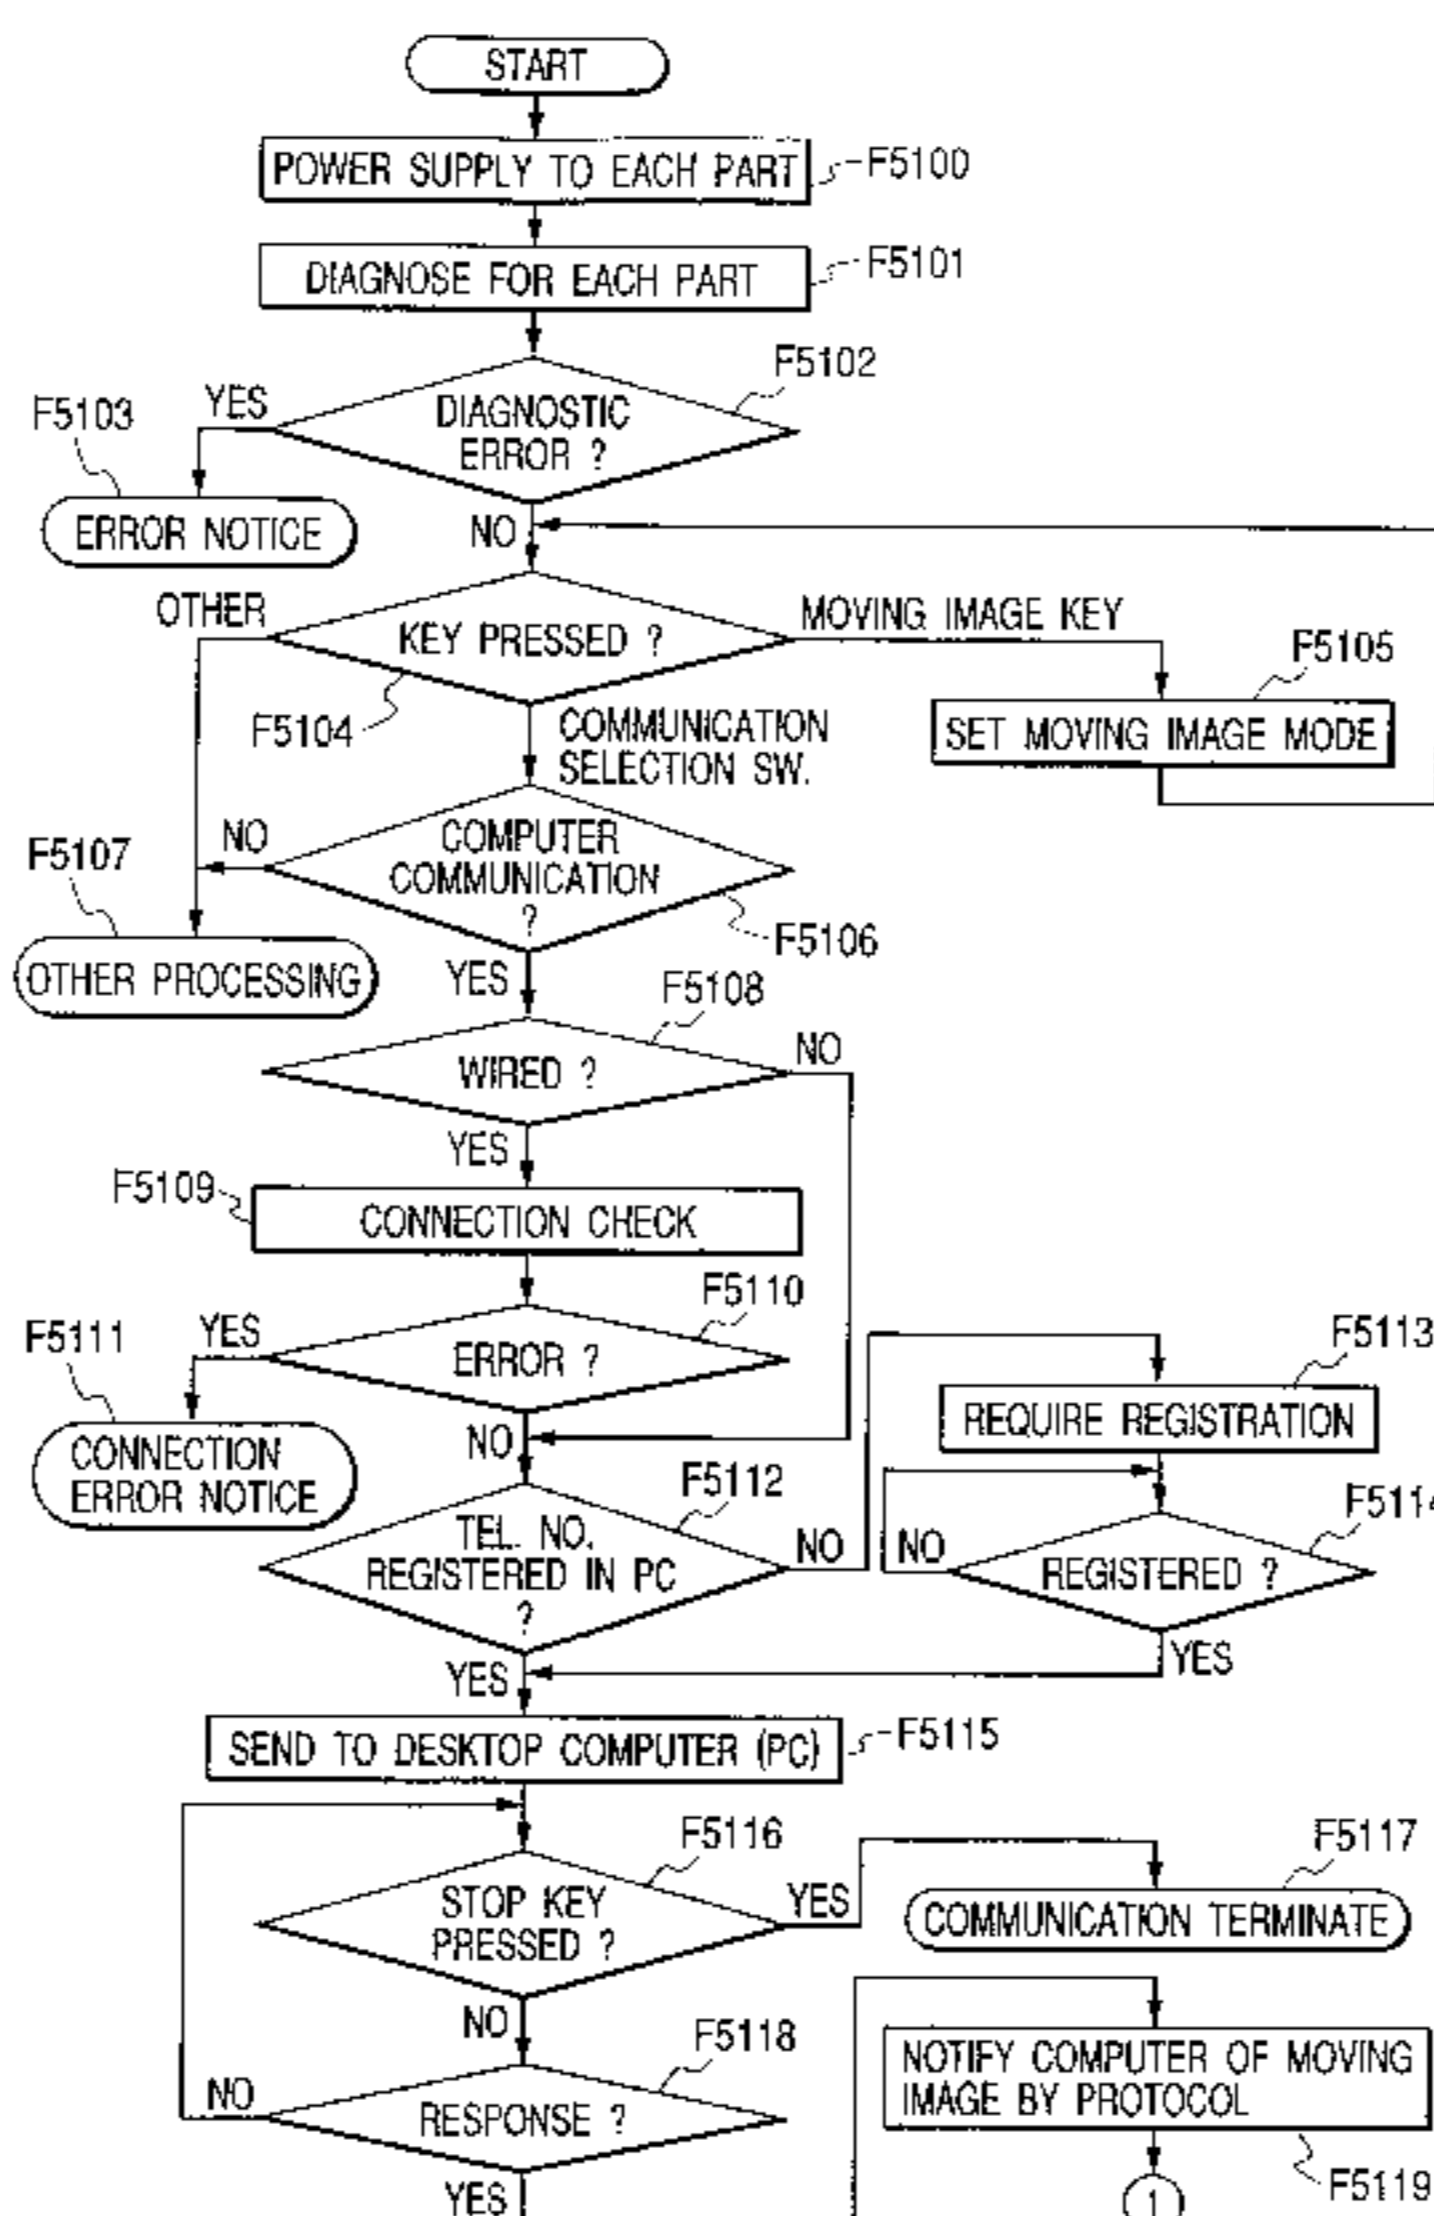 START
POWER SUPPLY TO EACH PART
F5100
DIAGNOSE FOR EACH PART
F5101
F5102
DIAGNOSTIC
ERROR ?
YES
F5103
ERROR NOTICE
NO
OTHER
KEY PRESSED ?
MOVING IMAGE KEY
F5104
F5105
SET MOVING IMAGE MODE
COMMUNICATION
SELECTION SW.
COMPUTER
COMMUNICATION
?
NO
F5106
F5107
OTHER PROCESSING
YES
F5108
WIRED ?
NO
YES
F5109
CONNECTION CHECK
F5110
ERROR ?
YES
F5111
CONNECTION
ERROR NOTICE
NO
F5112
TEL. NO.
REGISTERED IN PC
?
NO
F5113
REQUIRE REGISTRATION
F5114
REGISTERED ?
NO
YES
YES
SEND TO DESKTOP COMPUTER (PC)
F5115
F5116
STOP KEY
PRESSED ?
YES
F5117
COMMUNICATION TERMINATE
NO
F5118
RESPONSE ?
NO
YES
NOTIFY COMPUTER OF MOVING
IMAGE BY PROTOCOL
F5119
1